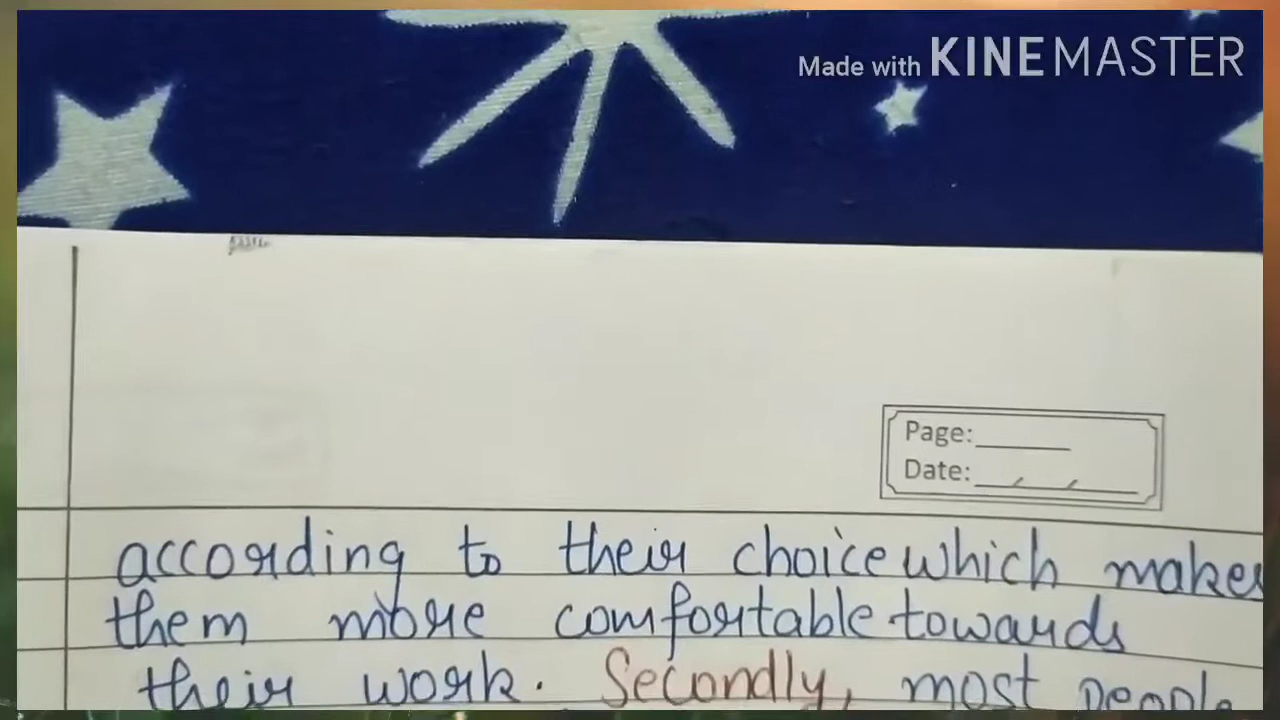 Made with KINEMASTER
Page:
Date:
according to their choice which makes
them more comfortable towards
their work. Secondly, most people